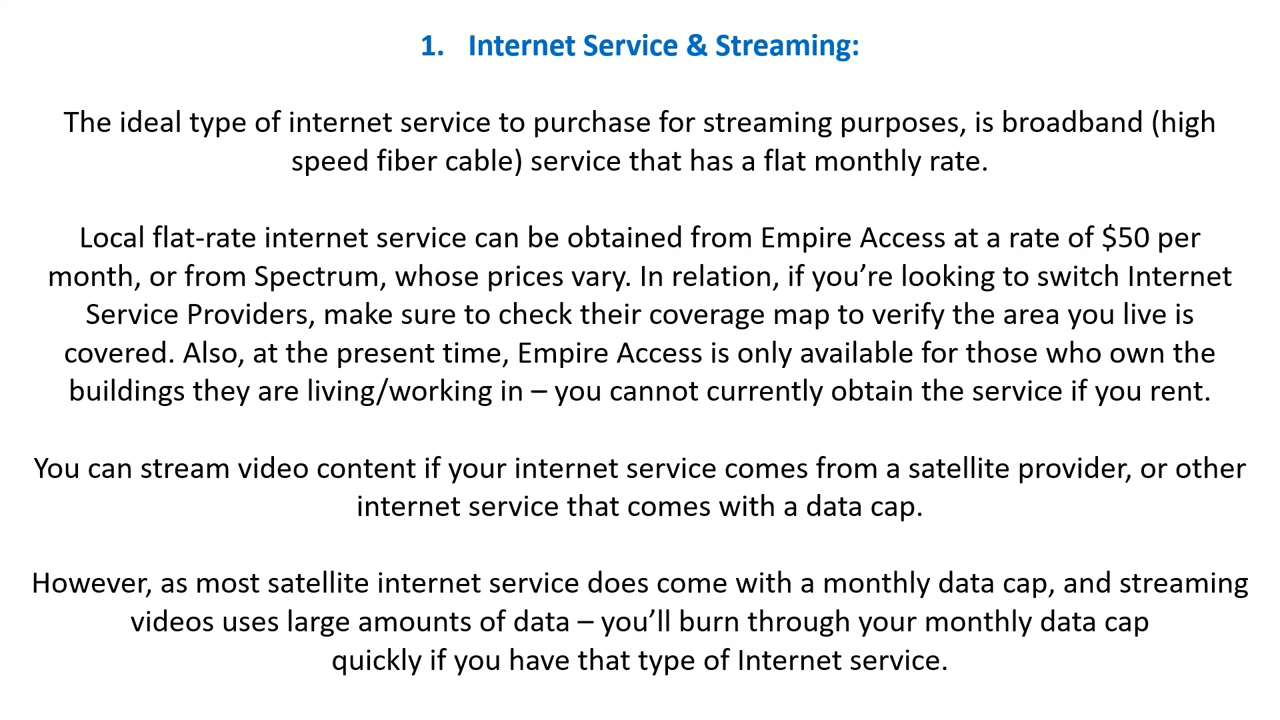 1. Internet Service & Streaming:
The ideal type of internet service to purchase for streaming purposes, is broadband (high
speed fiber cable) service that has a flat monthly rate.
Local flat-rate internet service can be obtained from Empire Access at a rate of $50 per
month, or from Spectrum, whose prices vary. In relation, if you’re looking to switch Internet
Service Providers, make sure to check their coverage map to verify the area you live is
covered. Also, at the present time, Empire Access is only available for those who own the
buildings they are living/working in – you cannot currently obtain the service if you rent.
You can stream video content if your internet service comes from a satellite provider, or other
internet service that comes with a data cap.
However, as most satellite internet service does come with a monthly data cap, and streaming
videos uses large amounts of data – you’ll burn through your monthly data cap
quickly if you have that type of Internet service.